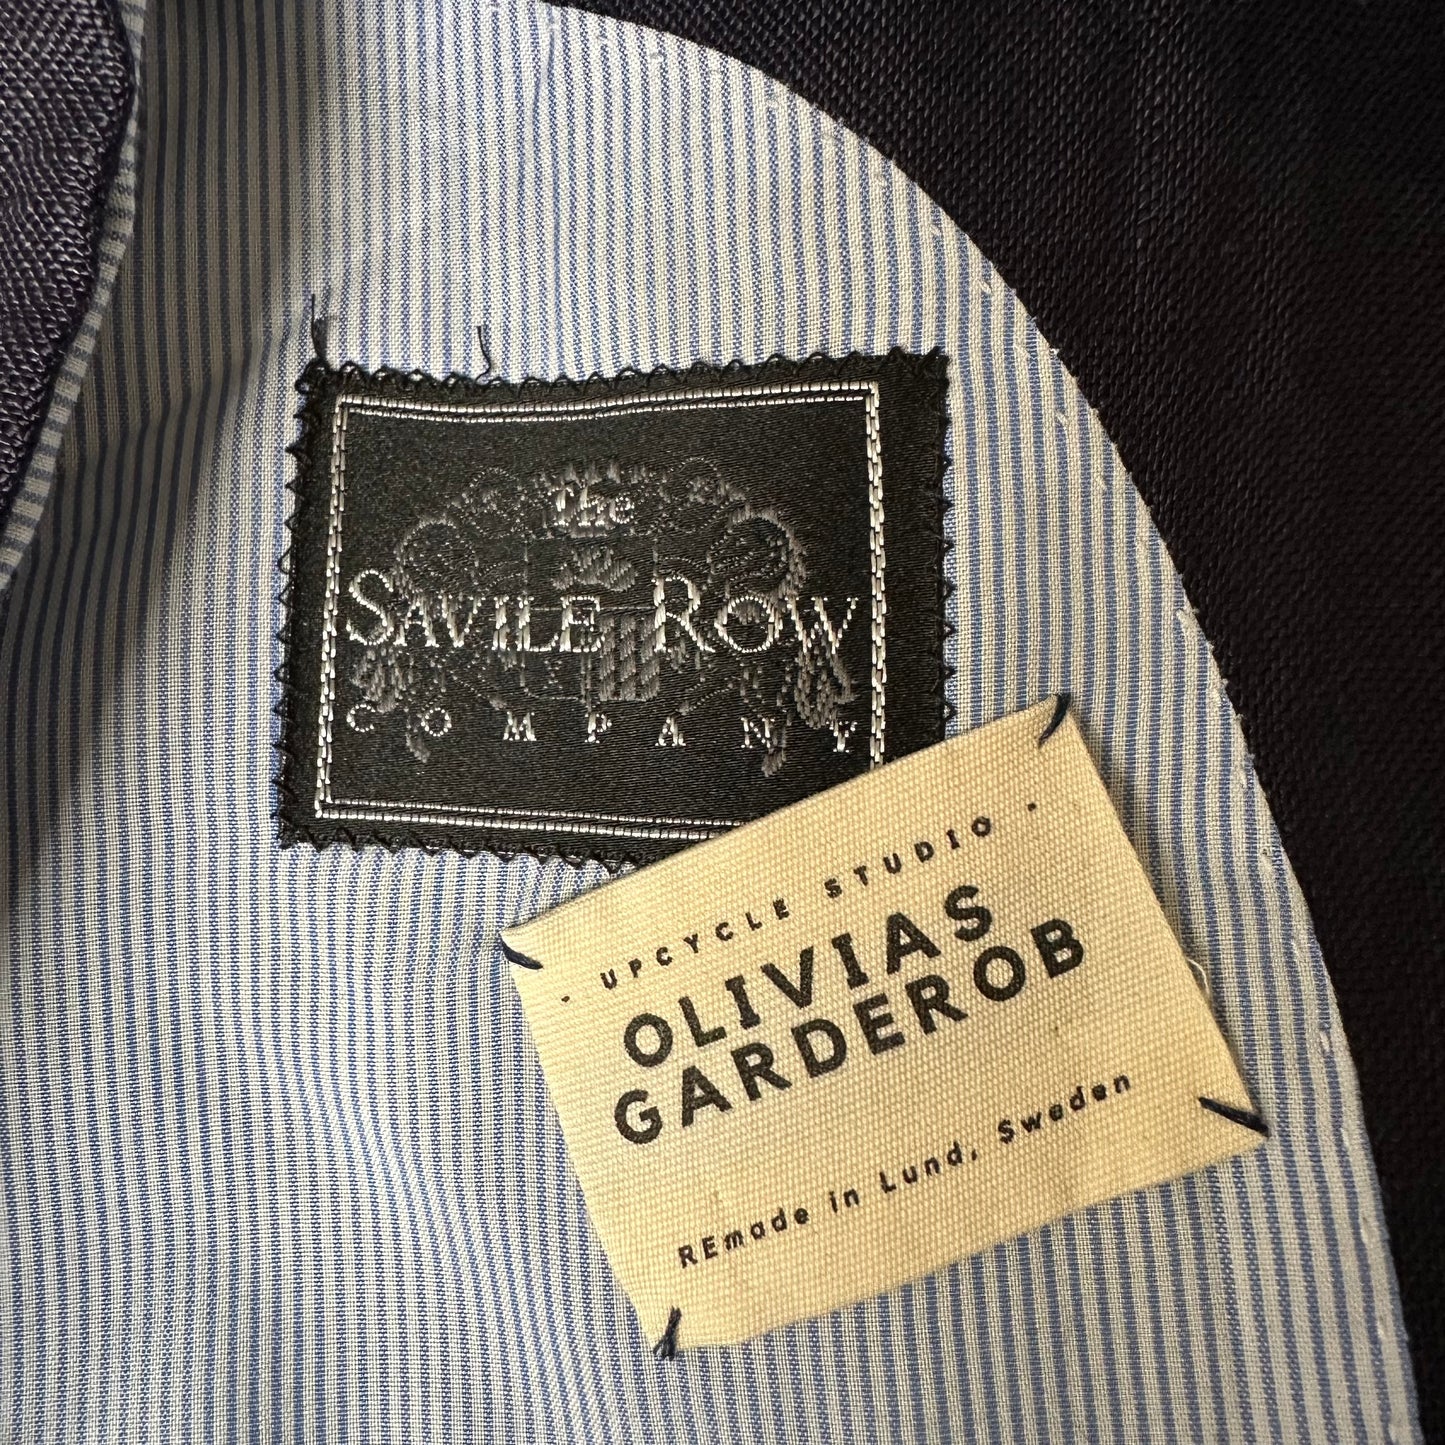 the
SAVILE ROW
COMPANY
· UPCYCLE STUDIO ·
OLIVIAS
GARDEROB
REmade in Lund, Sweden